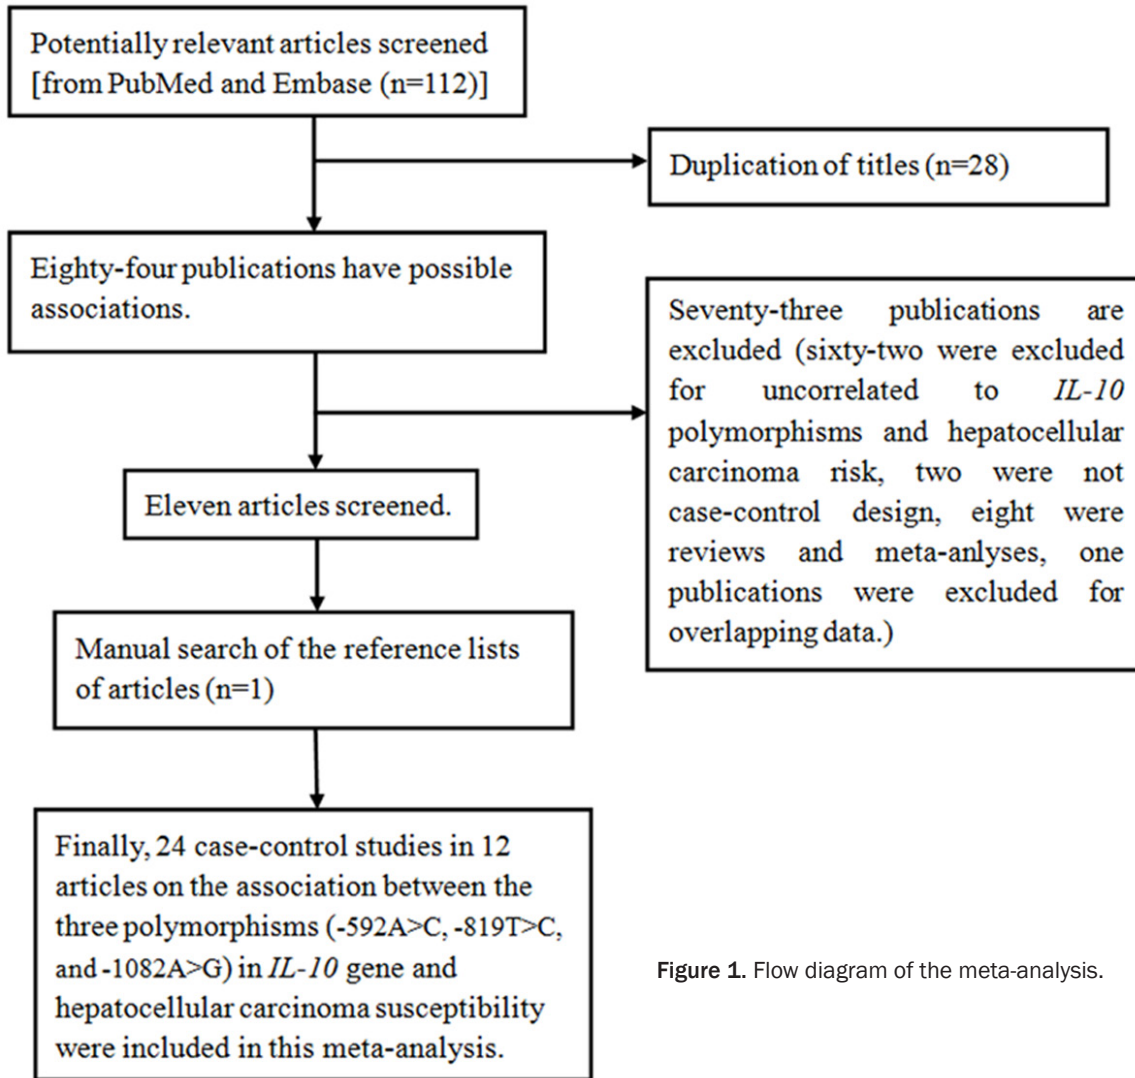 Potentially relevant articles screened
[from PubMed and Embase (n=112)]
Duplication of titles (n=28)
Eighty-four publications have possible
associations.
Seventy-three publications are
excluded (sixty-two were excluded
for uncorrelated to IL-10
polymorphisms and hepatocellular
carcinoma risk, two were not
case-control design, eight were
reviews and meta-anlyses, one
publications were excluded for
overlapping data.)
Eleven articles screened.
Manual search of the reference lists
of articles (n=1)
Finally, 24 case-control studies in 12
articles on the association between the
three polymorphisms (-592A>C, -819T>C,
and -1082A>G) in IL-10 gene and
hepatocellular carcinoma susceptibility
were included in this meta-analysis.
Figure 1. Flow diagram of the meta-analysis.